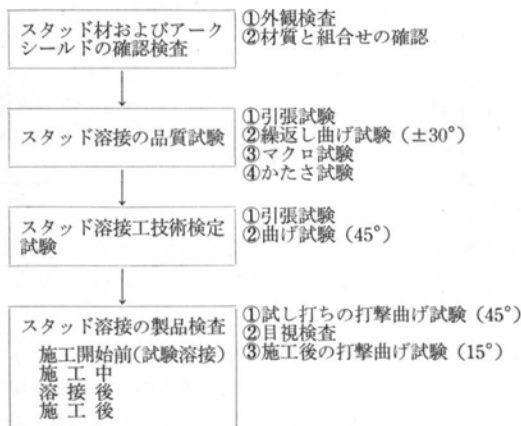 スタッド材およびアーク
シールドの確認検査
①外観検査
②材質と組合せの確認
スタッド溶接の品質試験
①引張試験
②繰返し曲げ試験（±30°）
③マクロ試験
④かたさ試験
スタッド溶接工技術検定
試験
①引張試験
②曲げ試験（45°）
スタッド溶接の製品検査
施工開始前(試験溶接)
施工中
溶接後
施工後
①試し打ちの打撃曲げ試験（45°）
②目視検査
③施工後の打撃曲げ試験（15°）